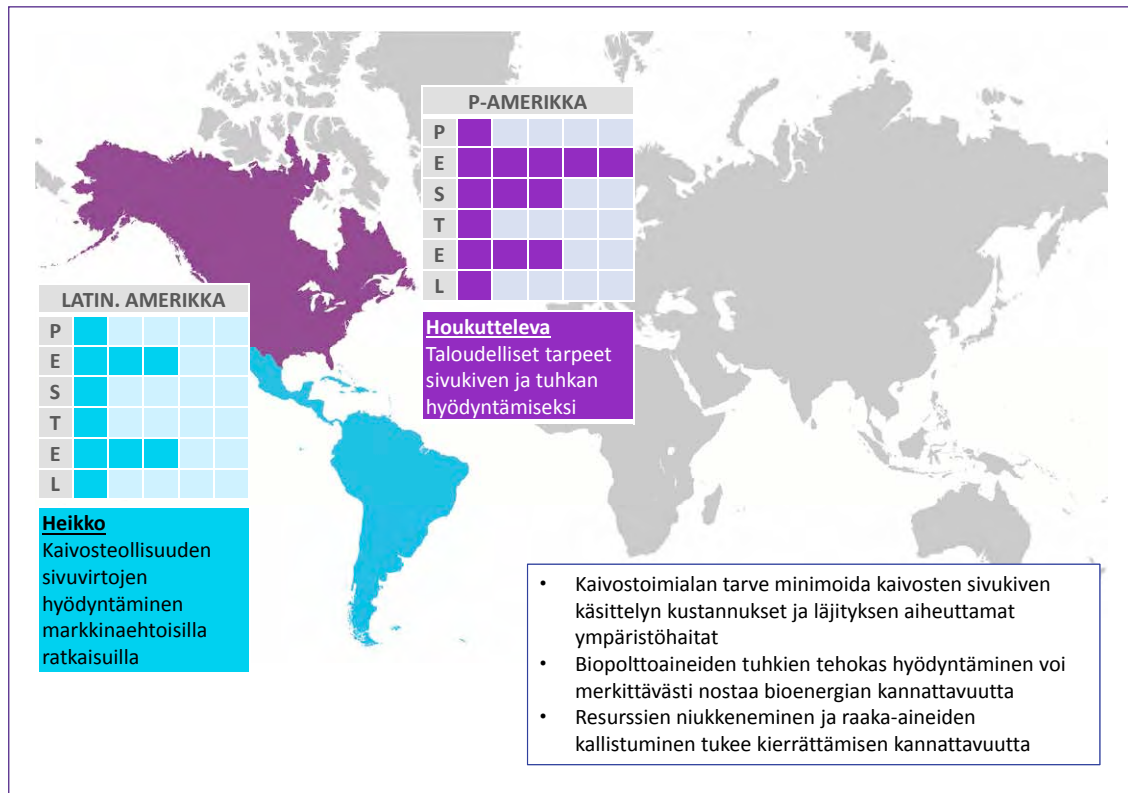 P-AMERIKKA
P
E
S
T
E
L
Houkutteleva
Taloudelliset tarpeet
sivukiven ja tuhkan
hyödyntämiseksi
LATIN. AMERIKKA
P
E
S
T
E
L
Heikko
Kaivosteollisuuden
sivuvirtojen
hyödyntäminen
markkinaehtoisilla
ratkaisuilla
• Kaivostoimialan tarve minimoida kaivosten sivukiven
käsittelyn kustannukset ja läjityksen aiheuttamat
ympäristöhaitat
• Biopolttoaineiden tuhkien tehokas hyödyntäminen voi
merkittävästi nostaa bioenergian kannattavuutta
• Resurssien niukkeneminen ja raaka-aineiden
kallistuminen tukee kierrättämisen kannattavuutta